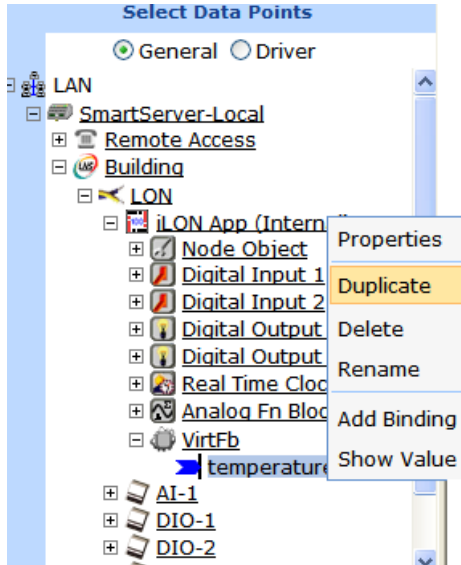 Select Data Points
General Driver
LAN
SmartServer-Local
Remote Access
Building
LON
iLON App (Intern
Properties
Node Object
Digital Input 1
Duplicate
Digital Input 2
Digital Output
Delete
Digital Output
Rename
Real Time Cloc
Analog Fn Bloc
Add Binding
VirtFb
Show Value
temperature
AI-1
DIO-1
DIO-2